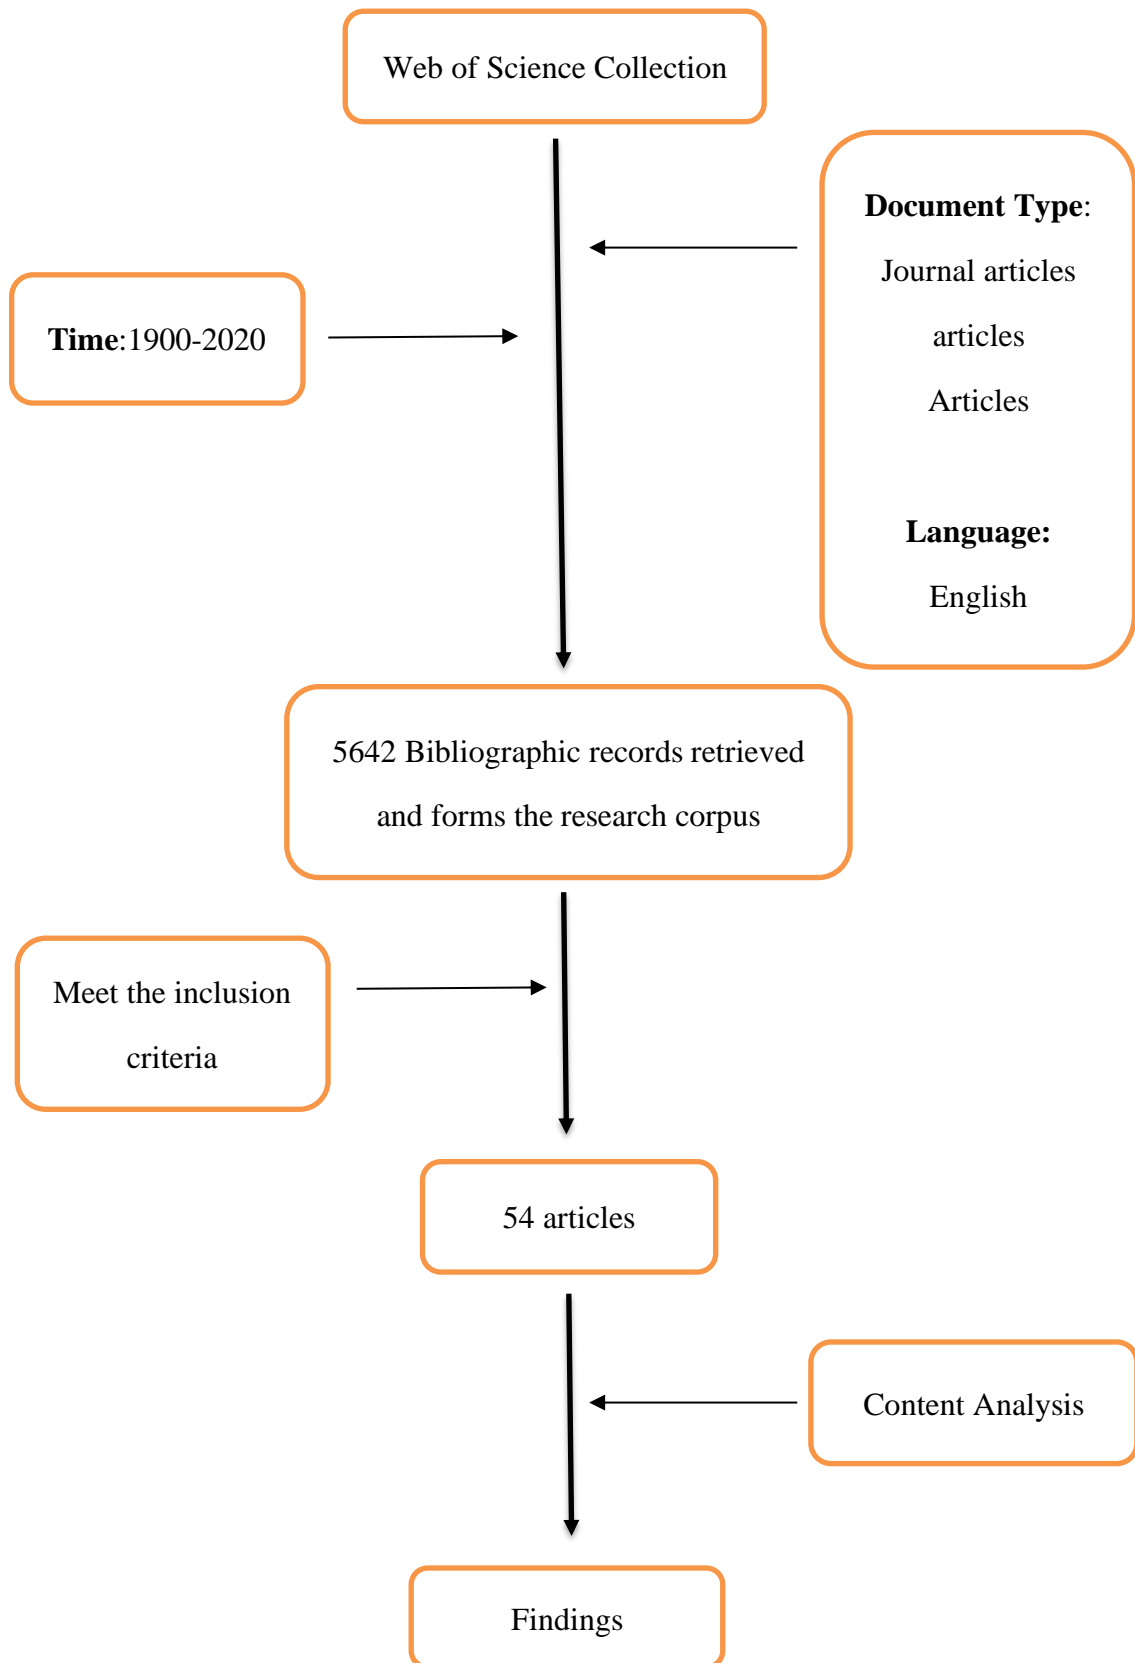 Web of Science Collection
Document Type:
Journal articles
articles
Articles
Language:
English
Time:1900-2020
5642 Bibliographic records retrieved
and forms the research corpus
Meet the inclusion
criteria
54 articles
Content Analysis
Findings